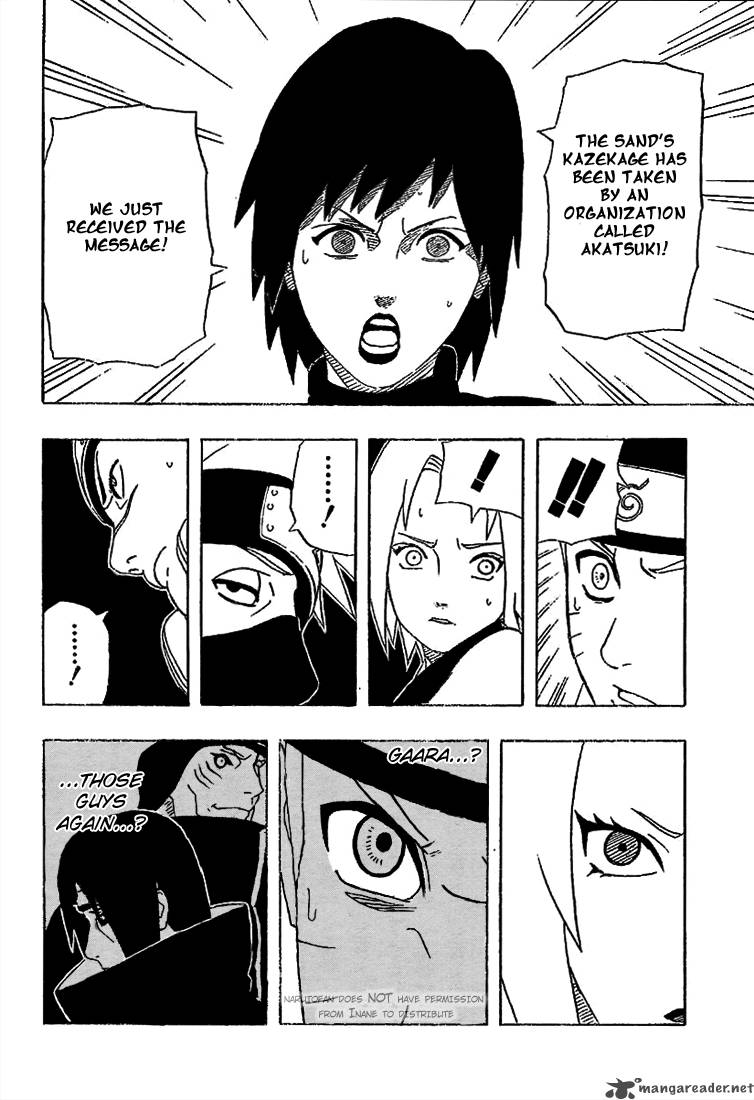 THE SAND'S
KAZEKAGE HAS
BEEN TAKEN
BY AN
ORGANIZATION
CALLED
AKATSUKI!
WE JUST
RECEIVED THE
MESSAGE!
!!
!
......!
.....!
GAARA...?
...THOSE
GUYS
AGAIN...?
NARUTOFAN DOES NOT HAVE PERMISSION
FROM INANE TO DISTRIBUTE
mangareader.net